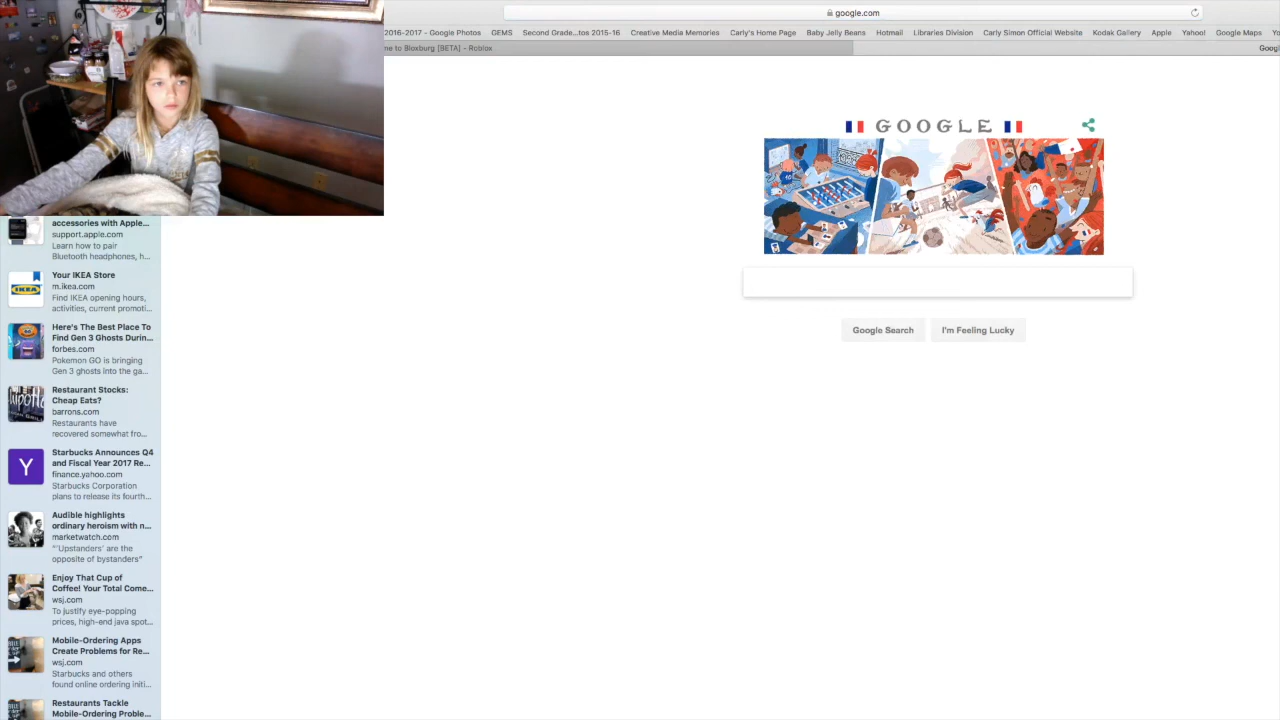 google.com
2016-2017 - Google Photos GEMS Second Grade...tos 2015-16 Creative Media Memories Carly's Home Page Baby Jelly Beans Hotmail Libraries Division Carly Simon Official Website Kodak Gallery Apple Yahoo! Google Maps Yo
me to Bloxburg [BETA] - Roblox
Googl
GOOGLE
Google Search
I'm Feeling Lucky
accessories with Apple...
support.apple.com
Learn how to pair
Bluetooth headphones, h...
IKEA
Your IKEA Store
m.ikea.com
Find IKEA opening hours,
activities, current promoti...
Here's The Best Place To
Find Gen 3 Ghosts Durin...
forbes.com
Pokemon GO is bringing
Gen 3 ghosts into the ga...
Restaurant Stocks:
Cheap Eats?
barrons.com
Restaurants have
recovered somewhat fro...
Y
Starbucks Announces Q4
and Fiscal Year 2017 Re...
finance.yahoo.com
Starbucks Corporation
plans to release its fourth...
Audible highlights
ordinary heroism with n...
marketwatch.com
"'Upstanders' are the
opposite of bystanders"
Enjoy That Cup of
Coffee! Your Total Come...
wsj.com
To justify eye-popping
prices, high-end java spot...
Mobile-Ordering Apps
Create Problems for Re...
wsj.com
Starbucks and others
found online ordering initi...
Restaurants Tackle
Mobile-Ordering Proble...